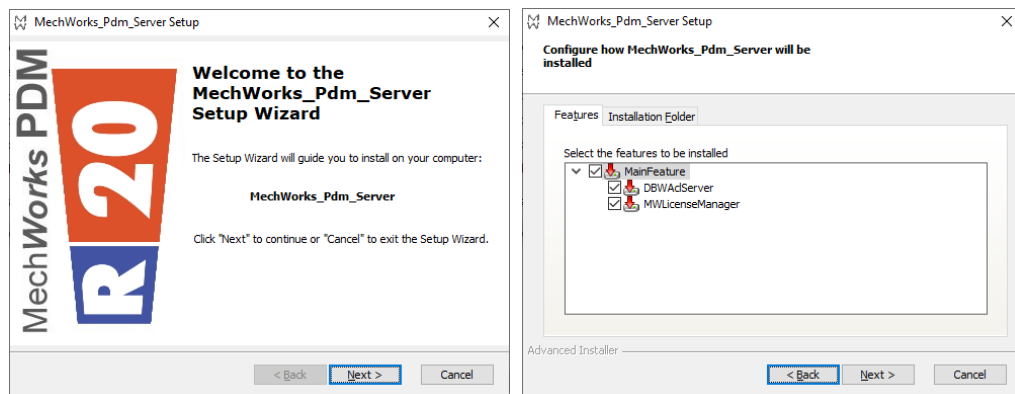 MechWorks_Pdm_Server Setup
MechWorks PDM
R 20
Welcome to the
MechWorks_Pdm_Server
Setup Wizard
The Setup Wizard will guide you to install on your computer:
MechWorks_Pdm_Server
Click "Next" to continue or "Cancel" to exit the Setup Wizard.
< Back
Next >
Cancel
MechWorks_Pdm_Server Setup
Configure how MechWorks_Pdm_Server will be
installed
Features
Installation Folder
Select the features to be installed
MainFeature
DBWAclServer
MWLicenseManager
Advanced Installer
< Back
Next >
Cancel